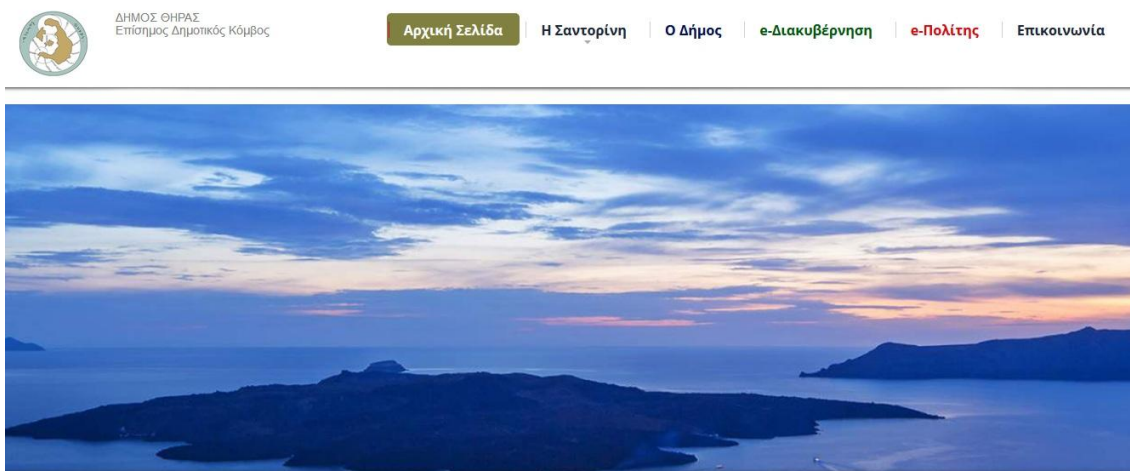 ΔΗΜΟΣ ΘΗΡΑΣ
Επίσημος Δημοτικός Κόμβος
Αρχική Σελίδα
Η Σαντορίνη
Ο Δήμος
e-Διακυβέρνηση
e-Πολίτης
Επικοινωνία